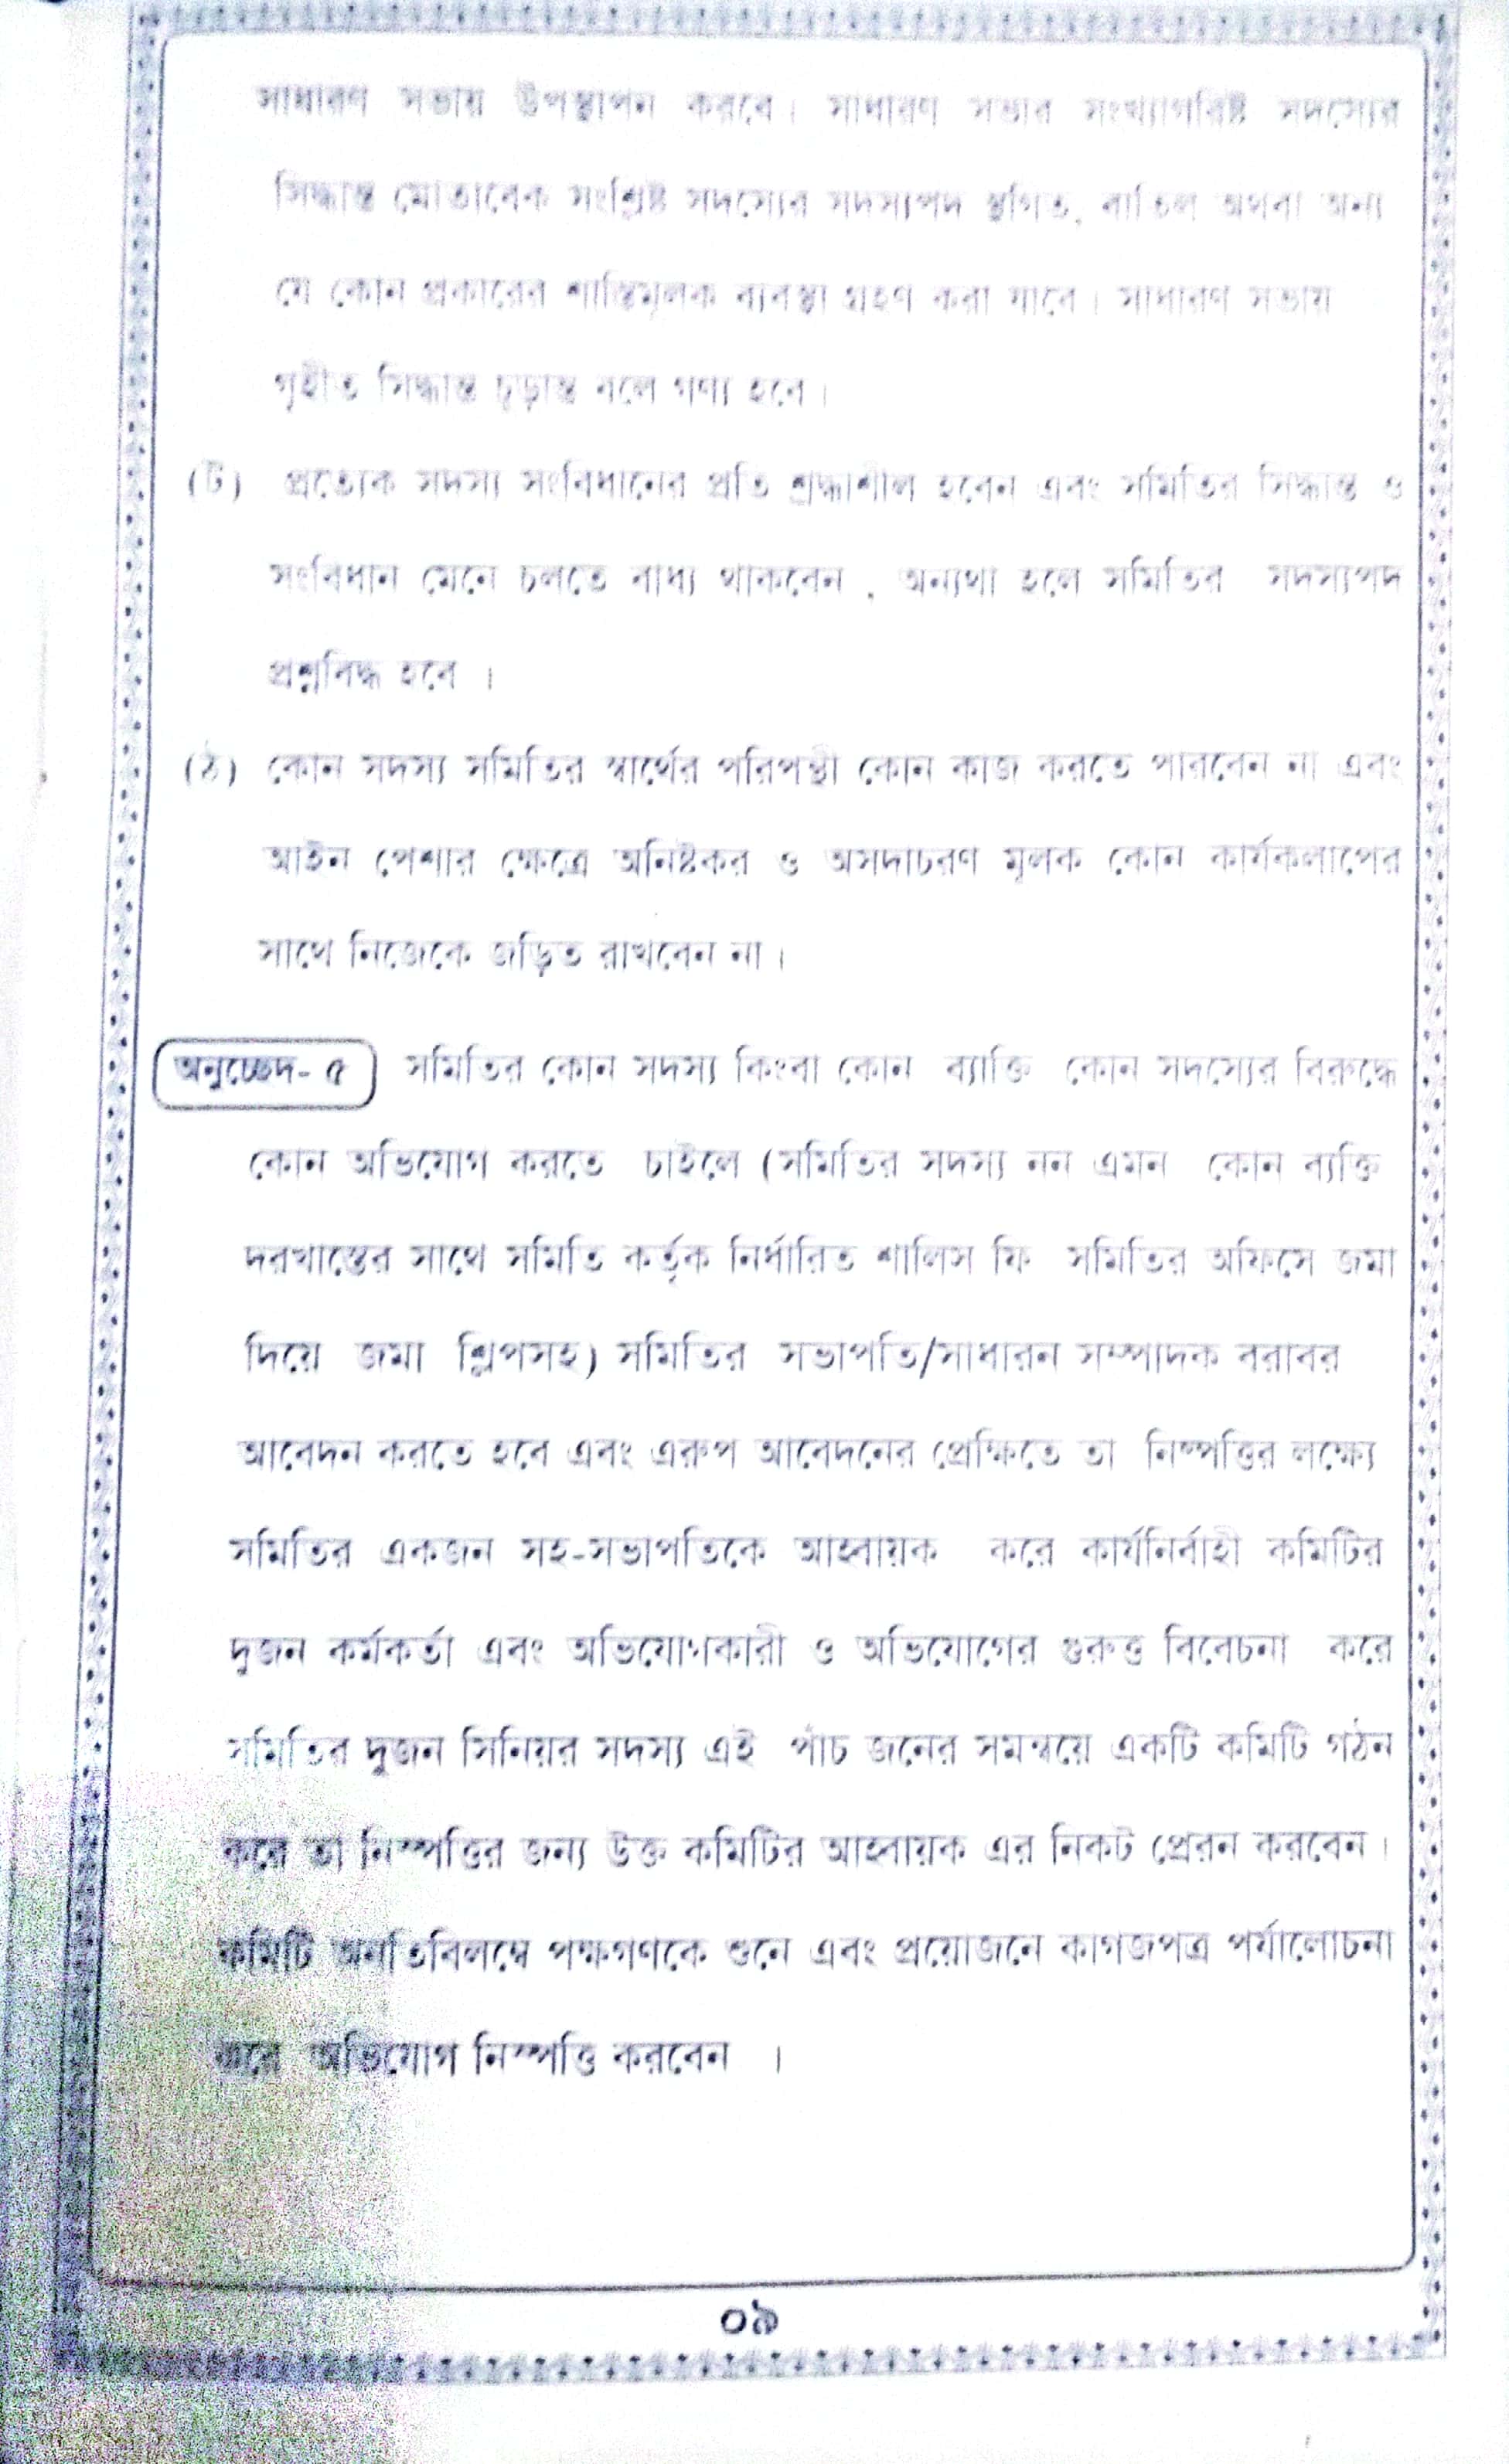 সাধারণ সভায় উপস্থাপন করবে। সাধারণ সভার সংখ্যাগরিষ্ট সদস্যের
সিদ্ধান্ত মোতাবেক সংশ্লিষ্ট সদস্যের সদস্যপদ স্থগিত, বাতিল অথবা অন্য
যে কোন প্রকারের শাস্তিমূলক ব্যবস্থা গ্রহণ করা যাবে। সাধারণ সভায়
গৃহীত সিদ্ধান্ত চূড়ান্ত বলে গণ্য হবে।
(ট) প্রত্যেক সদস্য সংবিধানের প্রতি শ্রদ্ধাশীল হবেন এবং সমিতির সিদ্ধান্ত ও
সংবিধান মেনে চলতে বাধ্য থাকবেন , অন্যথা হলে সমিতির সদস্যপদ
প্রশ্নবিদ্ধ হবে ।
(ঠ) কোন সদস্য সমিতির স্বার্থের পরিপন্থী কোন কাজ করতে পারবেন না এবং
আইন পেশার ক্ষেত্রে অনিষ্টকর ও অসদাচরণ মূলক কোন কার্যকলাপের
সাথে নিজেকে জড়িত রাখবেন না।
অনুচ্ছেদ- ৫ সমিতির কোন সদস্য কিংবা কোন ব্যাক্তি কোন সদস্যের বিরুদ্ধে
কোন অভিযোগ করতে চাইলে (সমিতির সদস্য নন এমন কোন ব্যক্তি
দরখাস্তের সাথে সমিতি কর্তৃক নির্ধারিত শালিস ফি সমিতির অফিসে জমা
দিয়ে জমা শ্লিপসহ) সমিতির সভাপতি/সাধারন সম্পাদক বরাবর
আবেদন করতে হবে এবং এরুপ আবেদনের প্রেক্ষিতে তা নিষ্পত্তির লক্ষ্যে
সমিতির একজন সহ-সভাপতিকে আহবায়ক করে কার্যনির্বাহী কমিটির
দুজন কর্মকর্তা এবং অভিযোগকারী ও অভিযোগের গুরুত্ত বিবেচনা করে
সমিতির দুজন সিনিয়র সদস্য এই পাঁচ জনের সমন্বয়ে একটি কমিটি গঠন
করে তা নিস্পত্তির জন্য উক্ত কমিটির আহবায়ক এর নিকট প্রেরন করবেন।
কমিটি অনতিবিলম্বে পক্ষগণকে শুনে এবং প্রয়োজনে কাগজপত্র পর্যালোচনা
করে অভিযোগ নিস্পত্তি করবেন ।
০৯